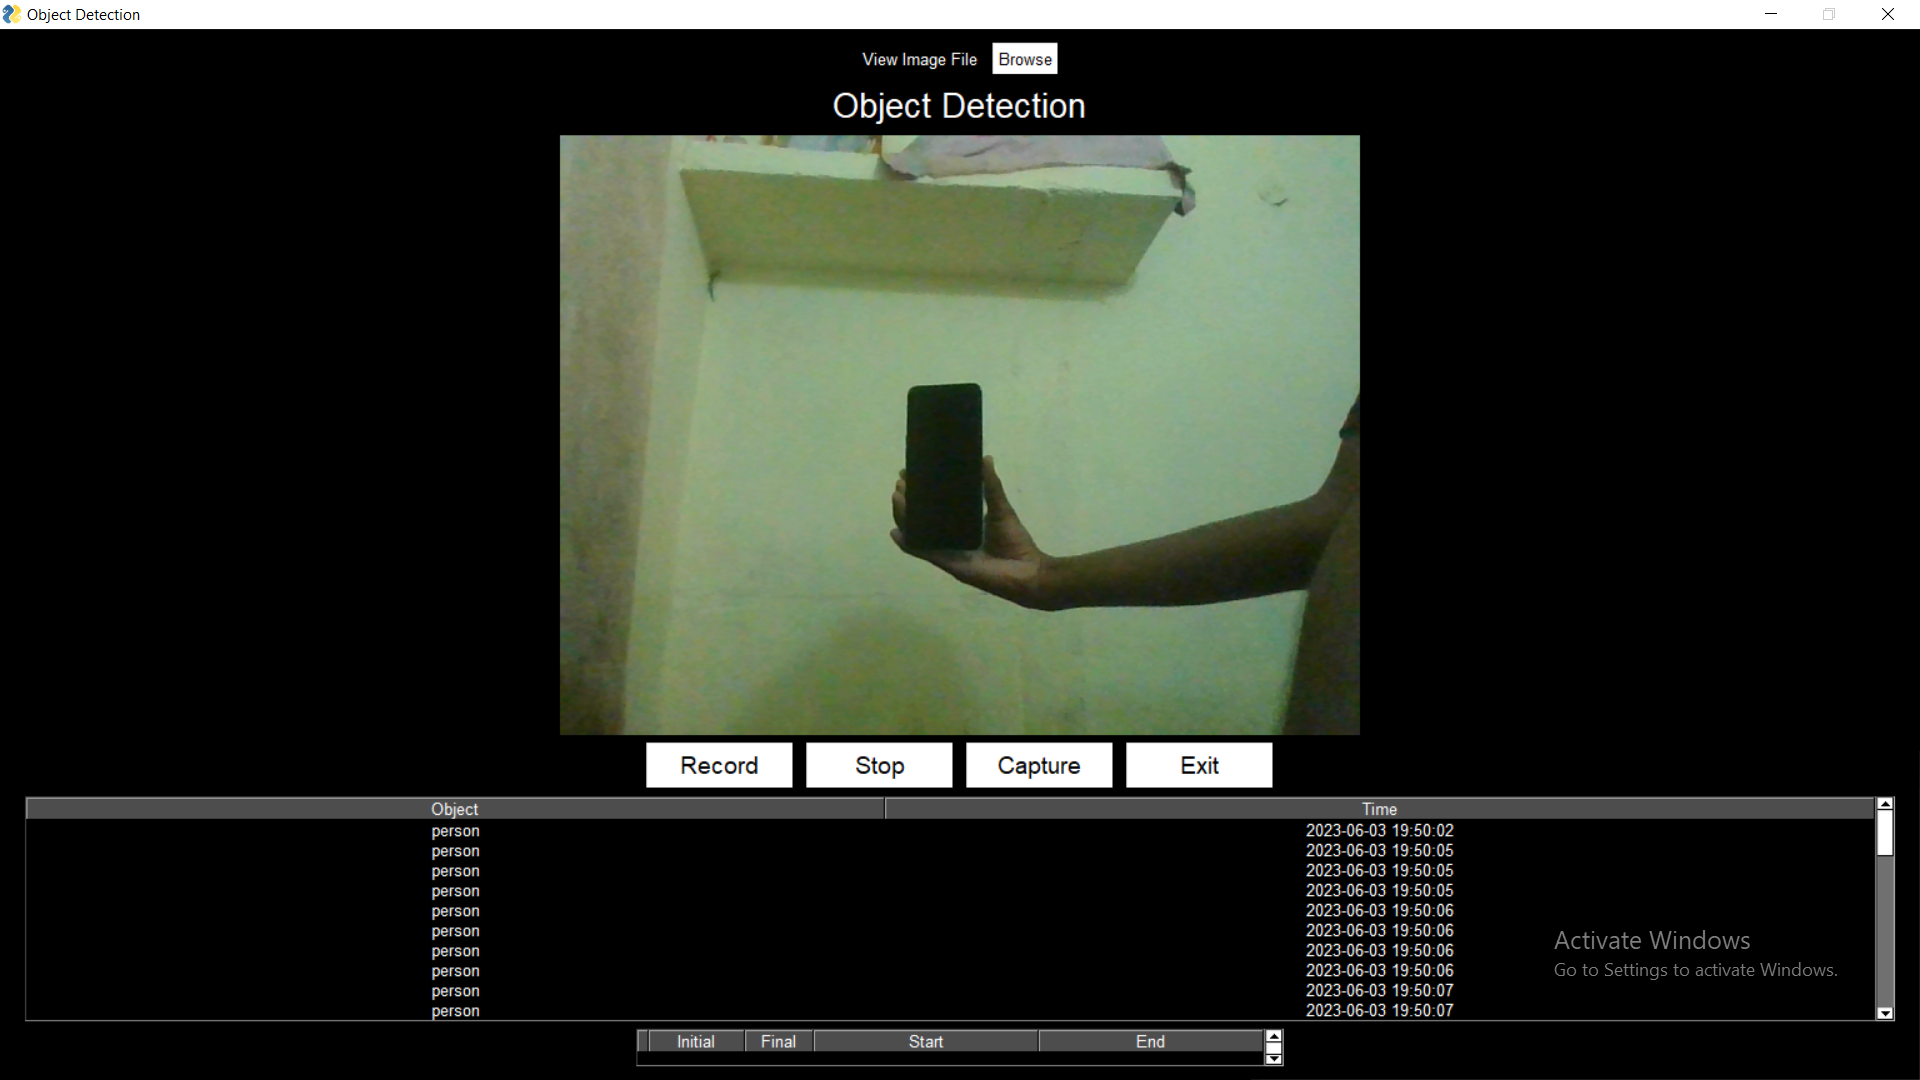 Object Detection
View Image File Browse
Object Detection
Record Stop Capture Exit
Object Time
person 2023-06-03 19:50:02
person 2023-06-03 19:50:05
person 2023-06-03 19:50:05
person 2023-06-03 19:50:05
person 2023-06-03 19:50:06
person 2023-06-03 19:50:06
person 2023-06-03 19:50:06
person 2023-06-03 19:50:06
person 2023-06-03 19:50:07
person 2023-06-03 19:50:07
Activate Windows
Go to Settings to activate Windows.
Initial Final Start End